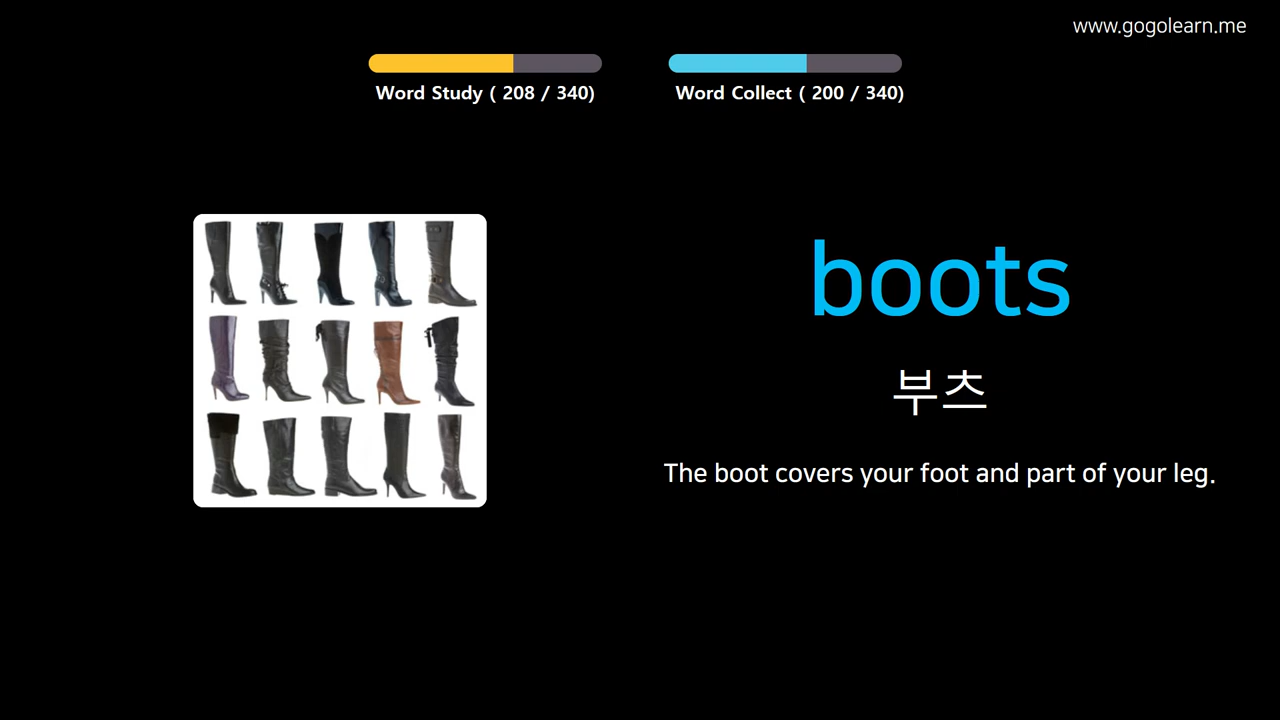 www.gogolearn.me
Word Study ( 208 / 340)
Word Collect ( 200 / 340)
boots
부츠
The boot covers your foot and part of your leg.